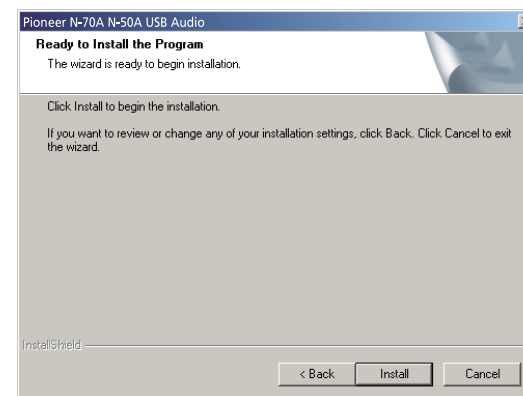 Pioneer N-70A N-50A USB Audio
Ready to Install the Program
The wizard is ready to begin installation.
Click Install to begin the installation.
If you want to review or change any of your installation settings, click Back. Click Cancel to exit
the wizard.
InstallShield
< Back Install Cancel